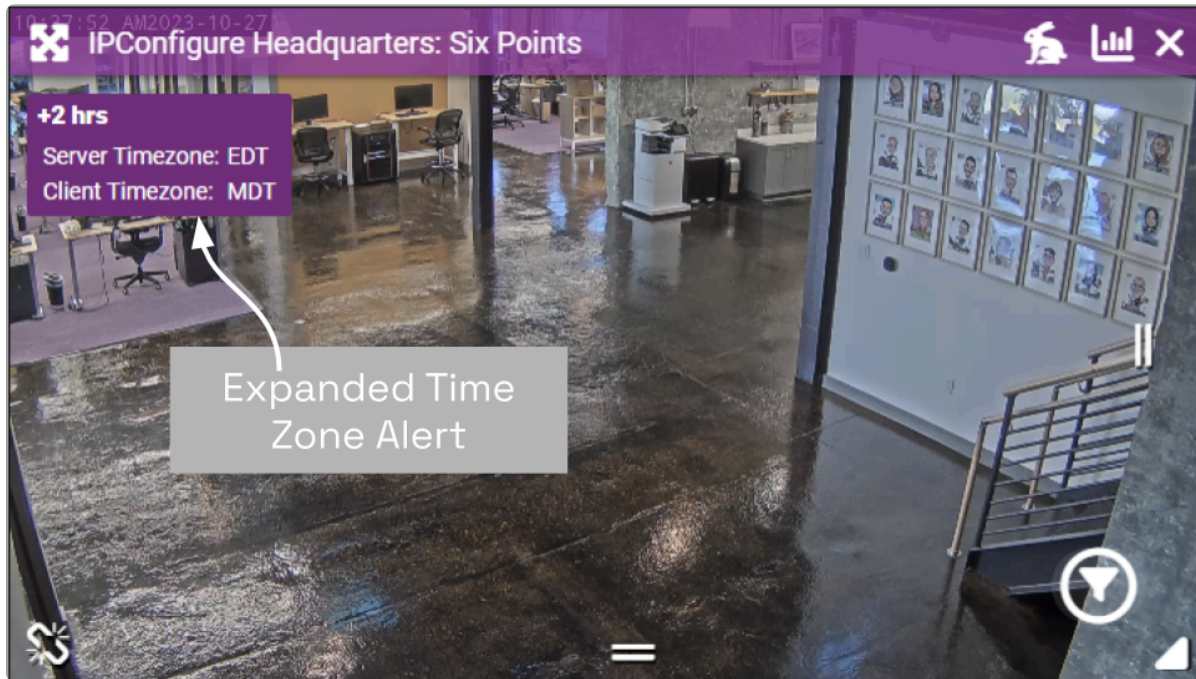 10:27:52 AM2023-10-27
IPConfigure Headquarters: Six Points
+2 hrs
Server Timezone: EDT
Client Timezone: MDT
Expanded Time
Zone Alert